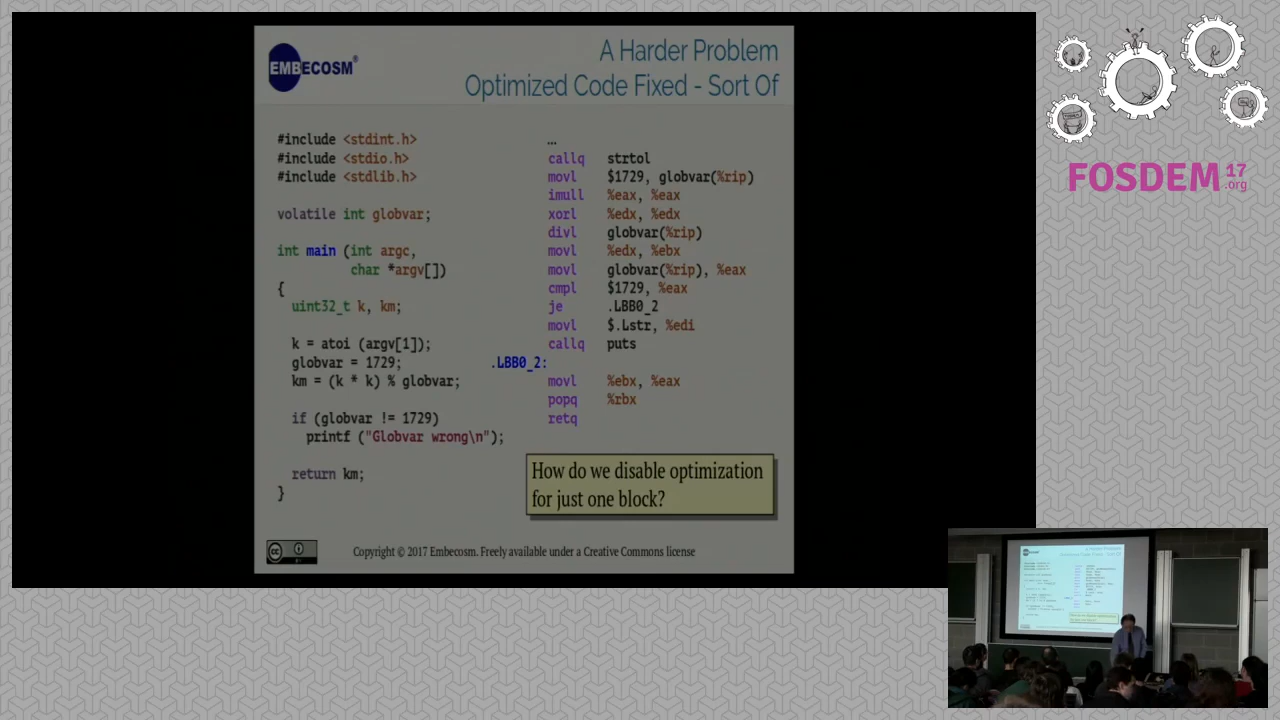 EMBECOSM®
A Harder Problem
Optimized Code Fixed - Sort Of
#include <stdint.h>
#include <stdio.h>
#include <stdlib.h>
volatile int globvar;
int main (int argc,
char *argv[])
{
uint32_t k, km;
k = atoi (argv[1]);
globvar = 1729;
km = (k * k) % globvar;
if (globvar != 1729)
printf ("Globvar wrong\n");
return km;
}
…
callq strtol
movl $1729, globvar(%rip)
imull %eax, %eax
xorl %edx, %edx
divl globvar(%rip)
movl %edx, %ebx
movl globvar(%rip), %eax
cmpl $1729, %eax
je .LBB0_2
movl $.Lstr, %edi
callq puts
.LBB0_2:
movl %ebx, %eax
popq %rbx
retq
How do we disable optimization
for just one block?
cc
Copyright © 2017 Embecosm. Freely available under a Creative Commons license
FOSDEM 17
.org